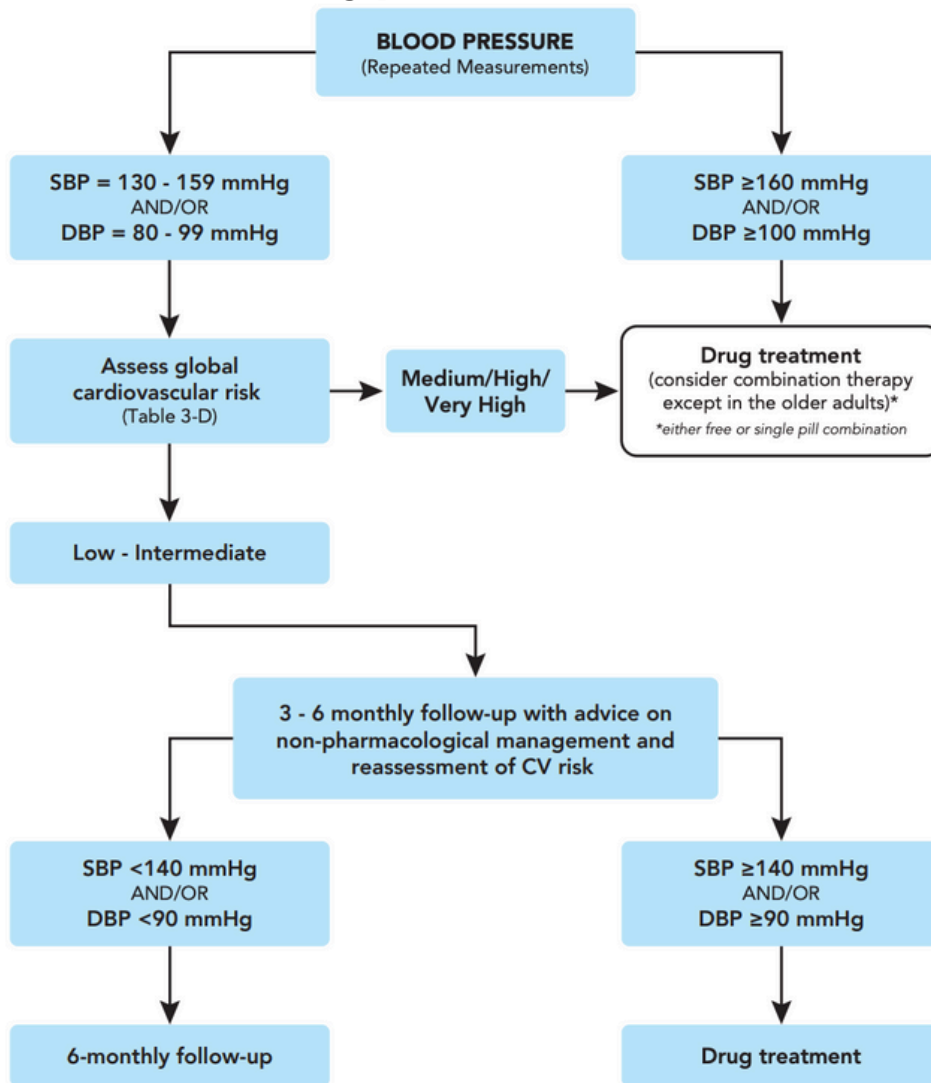 BLOOD PRESSURE
(Repeated Measurements)
SBP = 130 - 159 mmHg
AND/OR
DBP = 80 - 99 mmHg
SBP ≥160 mmHg
AND/OR
DBP ≥100 mmHg
Assess global
cardiovascular risk
(Table 3-D)
Medium/High/
Very High
Drug treatment
(consider combination therapy
except in the older adults)*
*either free or single pill combination
Low - Intermediate
3 - 6 monthly follow-up with advice on
non-pharmacological management and
reassessment of CV risk
SBP <140 mmHg
AND/OR
DBP <90 mmHg
SBP ≥140 mmHg
AND/OR
DBP ≥90 mmHg
6-monthly follow-up
Drug treatment